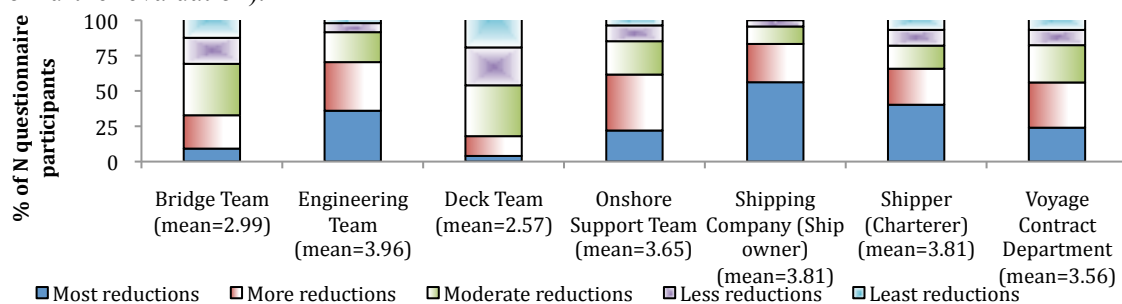 100
75
50
25
0
% of N questionnaire
participants
Bridge Team
(mean=2.99)
Engineering
Team
(mean=3.96)
Deck Team
(mean=2.57)
Onshore
Support Team
(mean=3.65)
Shipping
Company (Ship
owner)
(mean=3.81)
Shipper
(Charterer)
(mean=3.81)
Voyage
Contract
Department
(mean=3.56)
Most reductions
More reductions
Moderate reductions
Less reductions
Least reductions